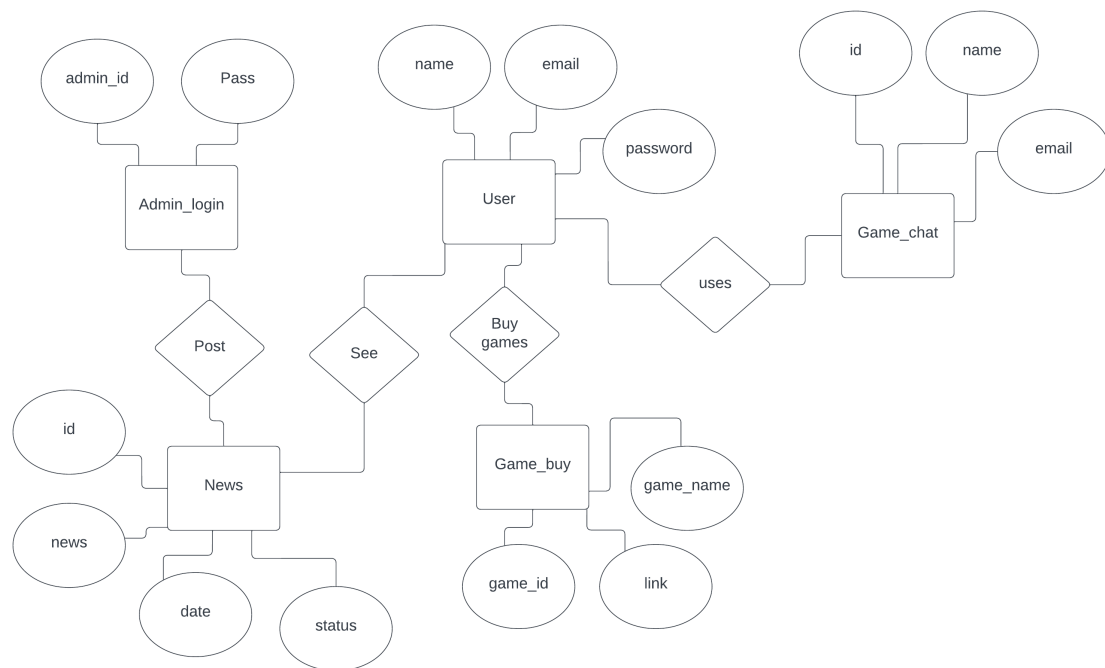 id
name
name
email
admin_id
Pass
password
email
User
Admin_login
Game_chat
uses
Buy
games
Post
See
id
Game_buy
News
game_name
news
game_id
link
date
status